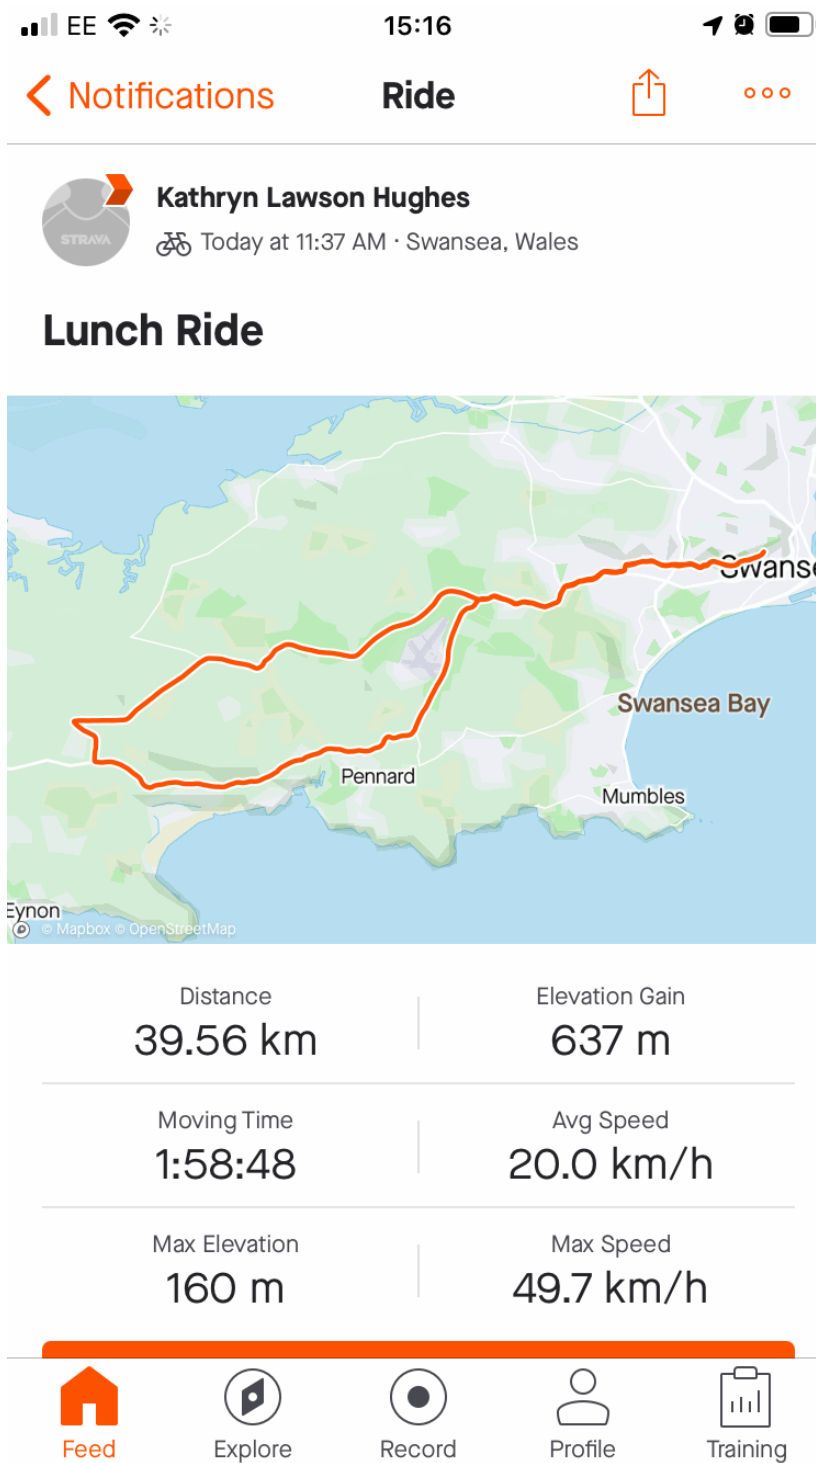 EE 15:16
Notifications Ride
STRAVA
Kathryn Lawson Hughes
Today at 11:37 AM · Swansea, Wales
Lunch Ride
Swanse
Swansea Bay
Pennard
Mumbles
Eynon
© Mapbox © OpenStreetMap
Distance Elevation Gain
39.56 km 637 m
Moving Time Avg Speed
1:58:48 20.0 km/h
Max Elevation Max Speed
160 m 49.7 km/h
Feed Explore Record Profile Training